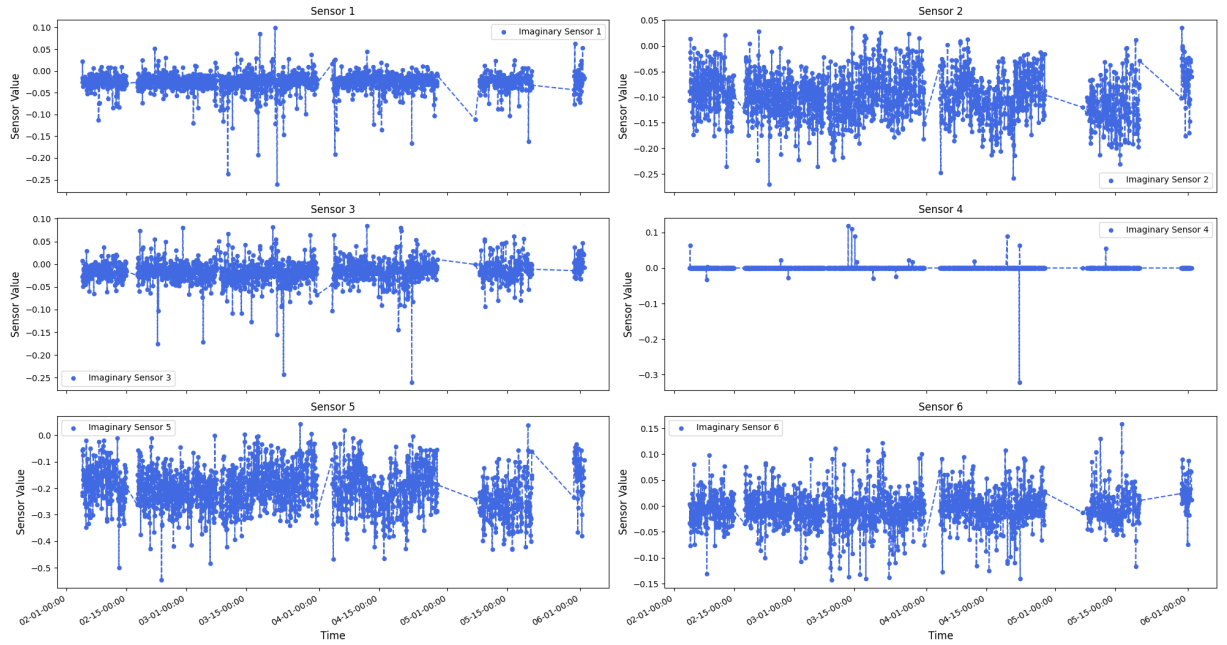 Sensor 1
Sensor Value
0.10
0.05
0.00
−0.05
−0.10
−0.15
−0.20
−0.25
Imaginary Sensor 1
Sensor 2
Sensor Value
0.05
0.00
−0.05
−0.10
−0.15
−0.20
−0.25
Imaginary Sensor 2
Sensor 3
Sensor Value
0.10
0.05
0.00
−0.05
−0.10
−0.15
−0.20
−0.25
Imaginary Sensor 3
Sensor 4
Sensor Value
0.1
0.0
−0.1
−0.2
−0.3
Imaginary Sensor 4
Sensor 5
Sensor Value
0.0
−0.1
−0.2
−0.3
−0.4
−0.5
Imaginary Sensor 5
02-01-00:00
02-15-00:00
03-01-00:00
03-15-00:00
04-01-00:00
04-15-00:00
05-01-00:00
05-15-00:00
06-01-00:00
Time
Sensor 6
Sensor Value
0.15
0.10
0.05
0.00
−0.05
−0.10
−0.15
Imaginary Sensor 6
02-01-00:00
02-15-00:00
03-01-00:00
03-15-00:00
04-01-00:00
04-15-00:00
05-01-00:00
05-15-00:00
06-01-00:00
Time